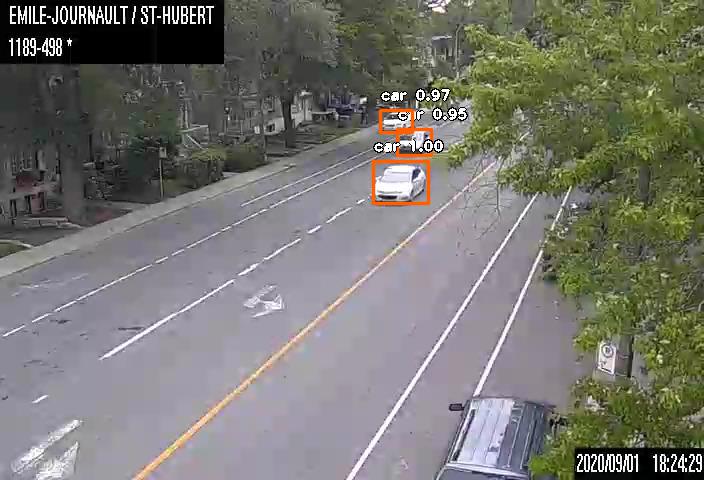 EMILE-JOURNAULT / ST-HUBERT
1189-498 *
car 0.97
car 0.95
car 1.00
2020/09/01 18:24:29